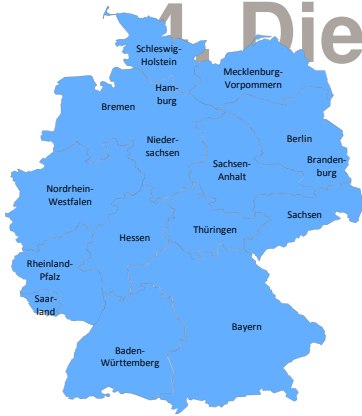 1. Die
Schleswig-
Holstein
Mecklenburg-
Vorpommern
Ham-
burg
Bremen
Berlin
Nieder-
sachsen
Sachsen-
Anhalt
Branden-
burg
Nordrhein-
Westfalen
Sachsen
Thüringen
Hessen
Rheinland-
Pfalz
Saar-
land
Bayern
Baden-
Württemberg